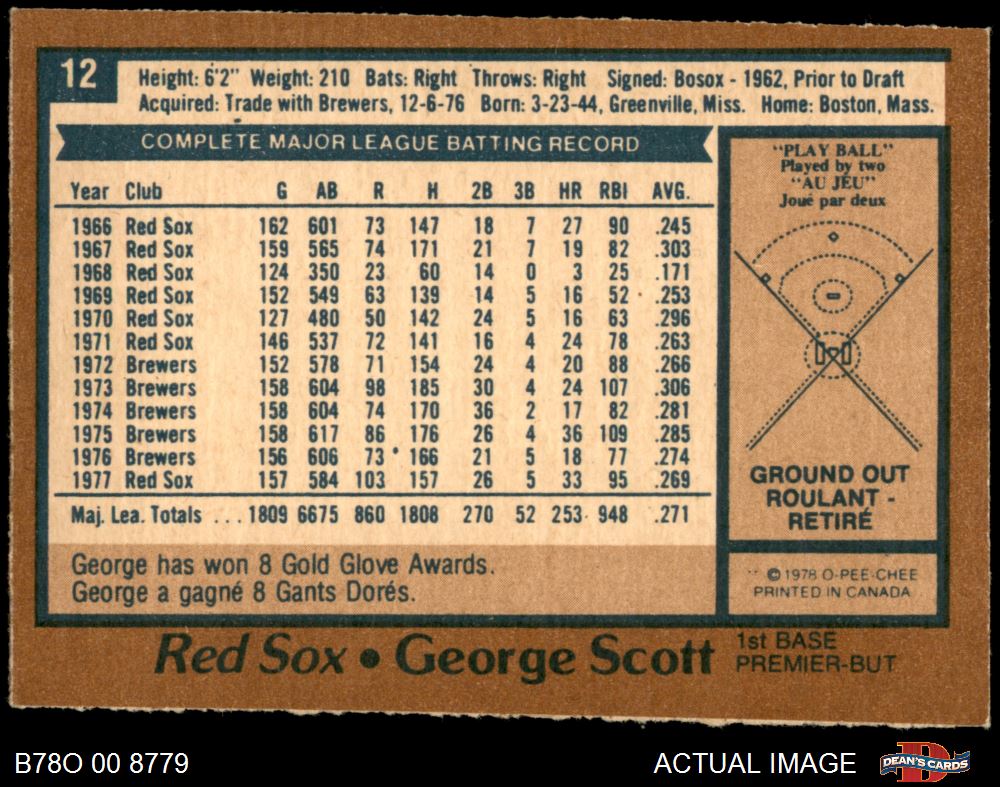 12
Height: 6'2" Weight: 210 Bats: Right Throws: Right Signed: Bosox - 1962, Prior to Draft
Acquired: Trade with Brewers, 12-6-76 Born: 3-23-44, Greenville, Miss. Home: Boston, Mass.
COMPLETE MAJOR LEAGUE BATTING RECORD
Year Club G AB R H 2B 3B HR RBI AVG.
1966 Red Sox 162 601 73 147 18 7 27 90 .245
1967 Red Sox 159 565 74 171 21 7 19 82 .303
1968 Red Sox 124 350 23 60 14 0 3 25 .171
1969 Red Sox 152 549 63 139 14 5 16 52 .253
1970 Red Sox 127 480 50 142 24 5 16 63 .296
1971 Red Sox 146 537 72 141 16 4 24 78 .263
1972 Brewers 152 578 71 154 24 4 20 88 .266
1973 Brewers 158 604 98 185 30 4 24 107 .306
1974 Brewers 158 604 74 170 36 2 17 82 .281
1975 Brewers 158 617 86 176 26 4 36 109 .285
1976 Brewers 156 606 73 166 21 5 18 77 .274
1977 Red Sox 157 584 103 157 26 5 33 95 .269
Maj. Lea. Totals ... 1809 6675 860 1808 270 52 253 948 .271
George has won 8 Gold Glove Awards.
George a gagné 8 Gants Dorés.
"PLAY BALL"
Played by two
"AU JEU"
Joué par deux
GROUND OUT
ROULANT -
RETIRÉ
© 1978 O-PEE-CHEE
PRINTED IN CANADA
Red Sox • George Scott
1st BASE
PREMIER-BUT
B78O 00 8779
ACTUAL IMAGE
DEAN'S CARDS